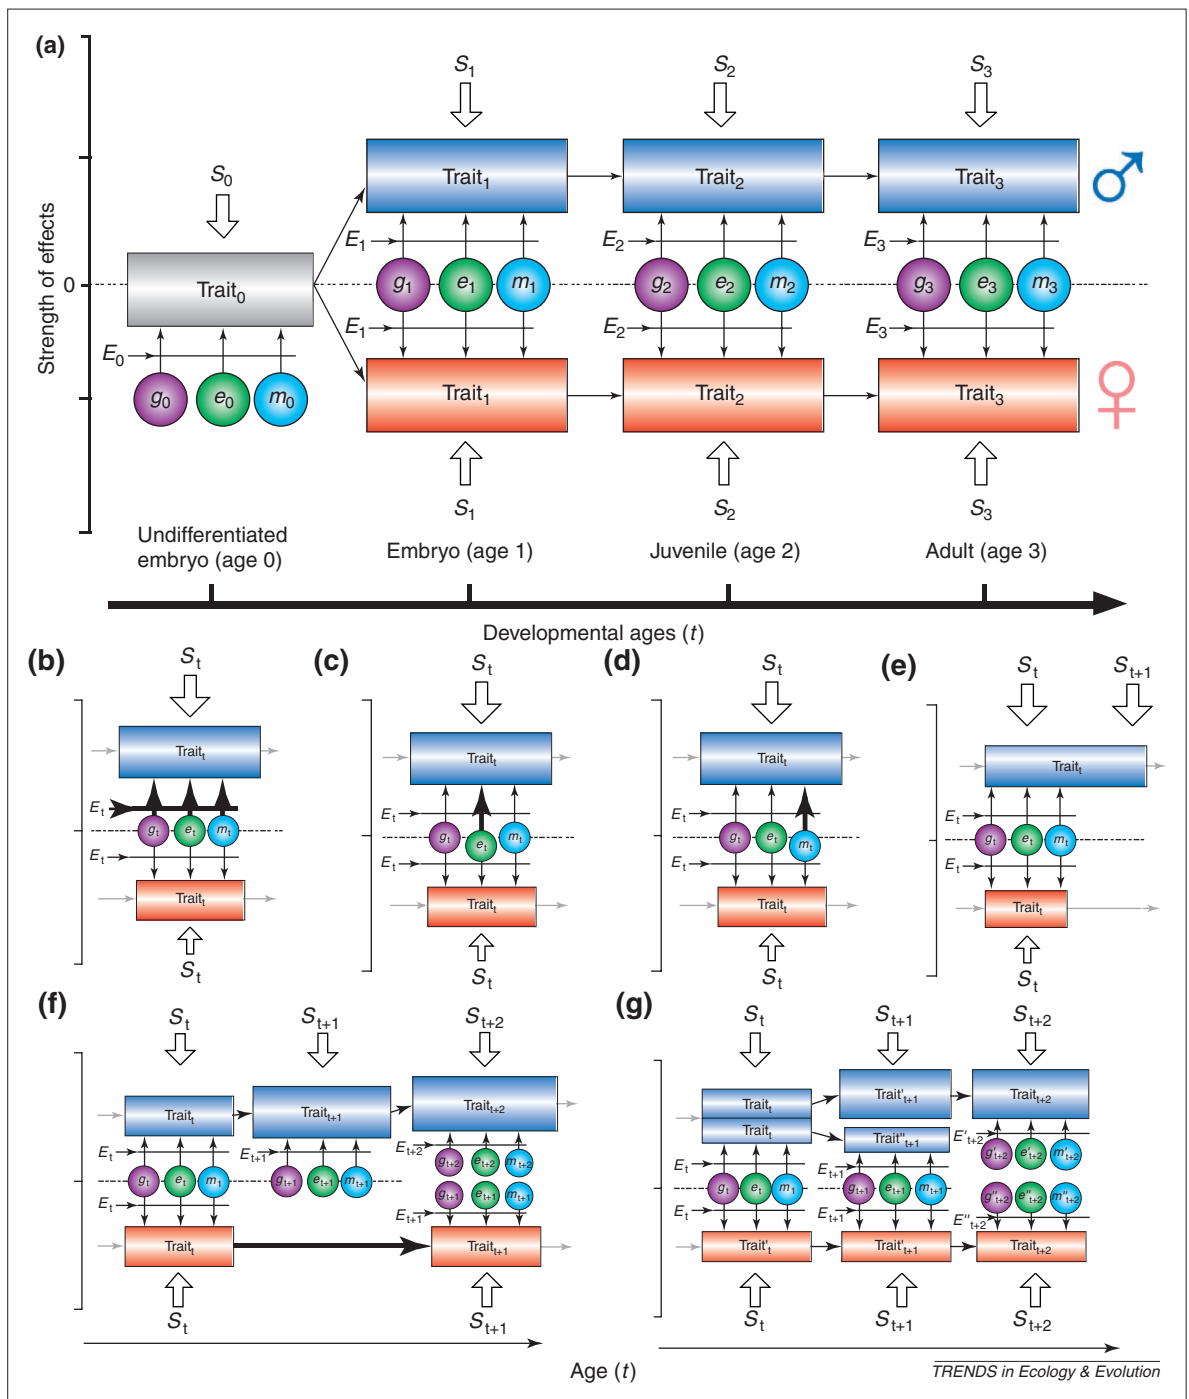 (a)
S0
S1
S2
S3
Strength of effects
0
Trait0
Trait1
Trait2
Trait3
♂
E0
E1
E2
E3
g0 e0 m0
g1 e1 m1
g2 e2 m2
g3 e3 m3
E1
E2
E3
Trait1
Trait2
Trait3
♀
S1
S2
S3
Undifferentiated
embryo (age 0)
Embryo (age 1)
Juvenile (age 2)
Adult (age 3)
Developmental ages (t)
(b)
St
Traitt
Et
gt et mt
Et
Traitt
St
(c)
St
Traitt
Et
gt et mt
Et
Traitt
St
(d)
St
Traitt
Et
gt et mt
Et
Traitt
St
(e)
St
St+1
Traitt
Et
gt et mt
Et
Traitt
St
(f)
St
St+1
St+2
Traitt
Traitt+1
Traitt+2
Et
Et+1
Et+2
gt et m1
gt+1 et+1 mt+1
gt+2 et+2 mt+2
gt+1 et+1 mt+1
Et
Et+1
Traitt
Traitt+1
St
St+1
(g)
St
St+1
St+2
Traitt
Traitt
Trait't+1
Trait"t+1
Traitt+2
Et
Et+1
E't+2
gt et m1
gt+1 et+1 mt+1
g't+2 e't+2 m't+2
g"t+2 e"t+2 m"t+2
Et
Et+1
E"t+2
Trait't
Trait't+1
Traitt+2
St
St+1
St+2
Age (t)
TRENDS in Ecology & Evolution